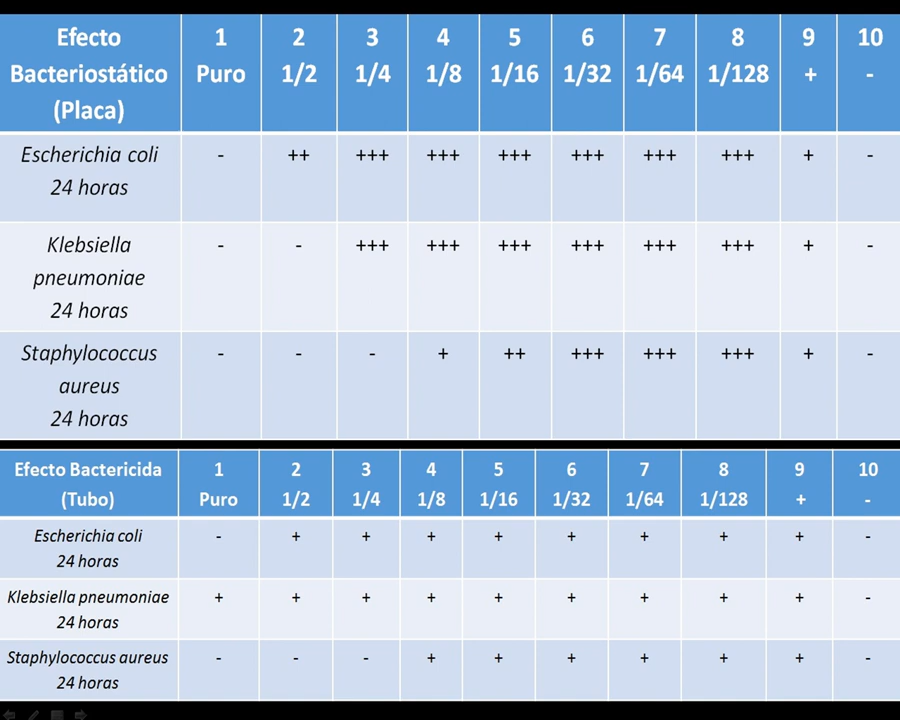 Efecto Bacteriostático (Placa) 1 Puro 2 1/2 3 1/4 4 1/8 5 1/16 6 1/32 7 1/64 8 1/128 9 + 10 -
Escherichia coli 24 horas - ++ +++ +++ +++ +++ +++ +++ + -
Klebsiella pneumoniae 24 horas - - +++ +++ +++ +++ +++ +++ + -
Staphylococcus aureus 24 horas - - - + ++ +++ +++ +++ + -
Efecto Bactericida (Tubo) 1 Puro 2 1/2 3 1/4 4 1/8 5 1/16 6 1/32 7 1/64 8 1/128 9 + 10 -
Escherichia coli 24 horas - + + + + + + + + -
Klebsiella pneumoniae 24 horas + + + + + + + + + -
Staphylococcus aureus 24 horas - - - + + + + + + -